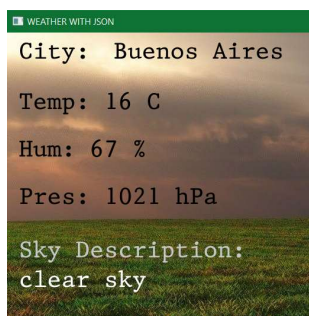 WEATHER WITH JSON
City: Buenos Aires
Temp: 16 C
Hum: 67 %
Pres: 1021 hPa
Sky Description:
clear sky